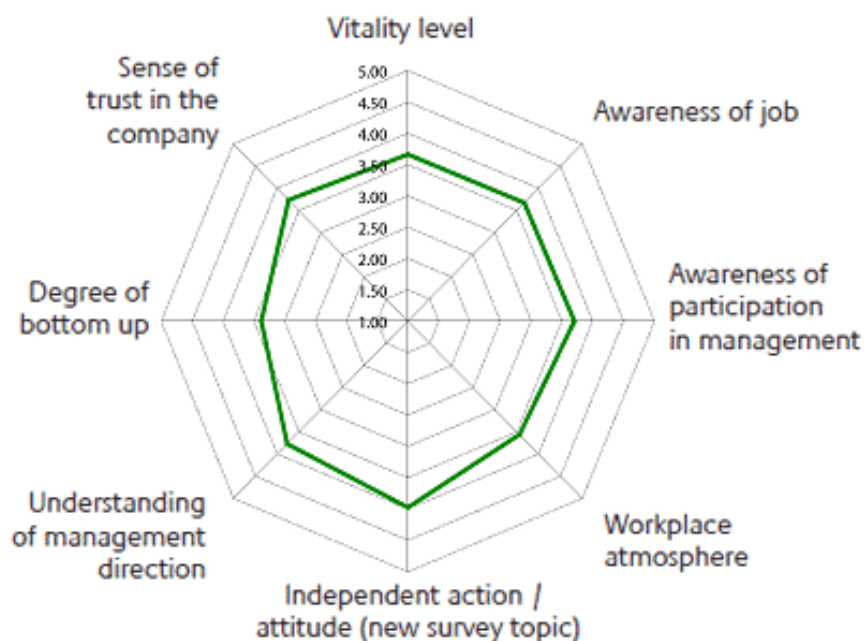 Vitality level
Sense of
trust in the
company
Awareness of job
5.00
4.50
4.00
3.50
3.00
2.50
2.00
1.50
1.00
Degree of
bottom up
Awareness of
participation
in management
Understanding
of management
direction
Workplace
atmosphere
Independent action /
attitude (new survey topic)